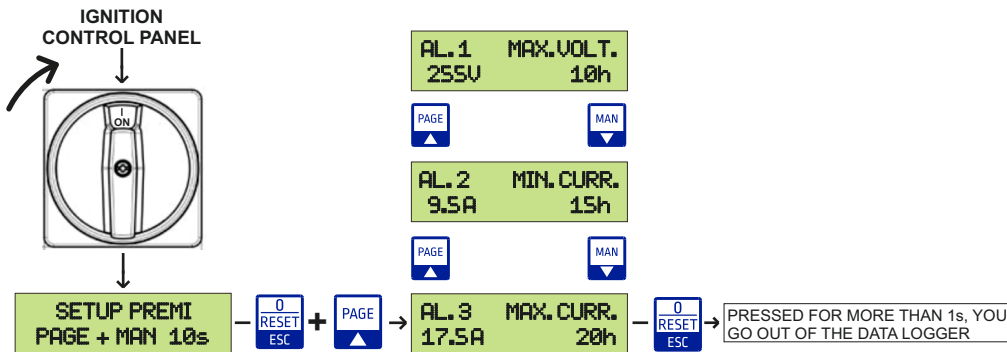 IGNITION
CONTROL PANEL
I
ON
AL.1 MAX.VOLT.
255V 10h
PAGE MAN
AL.2 MIN.CURR.
9.5A 15h
PAGE MAN
SETUP PREMI
PAGE + MAN 10s
0
RESET
ESC
+
PAGE
AL.3 MAX.CURR.
17.5A 20h
0
RESET
ESC
PRESSED FOR MORE THAN 1s, YOU
GO OUT OF THE DATA LOGGER